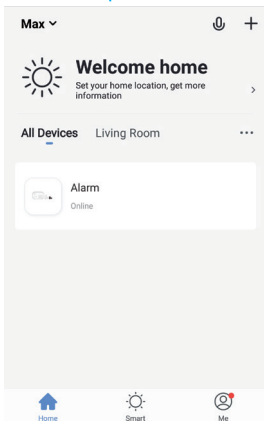 Max
Welcome home
Set your home location, get more
information
All Devices Living Room
Alarm
Online
Home Smart Me